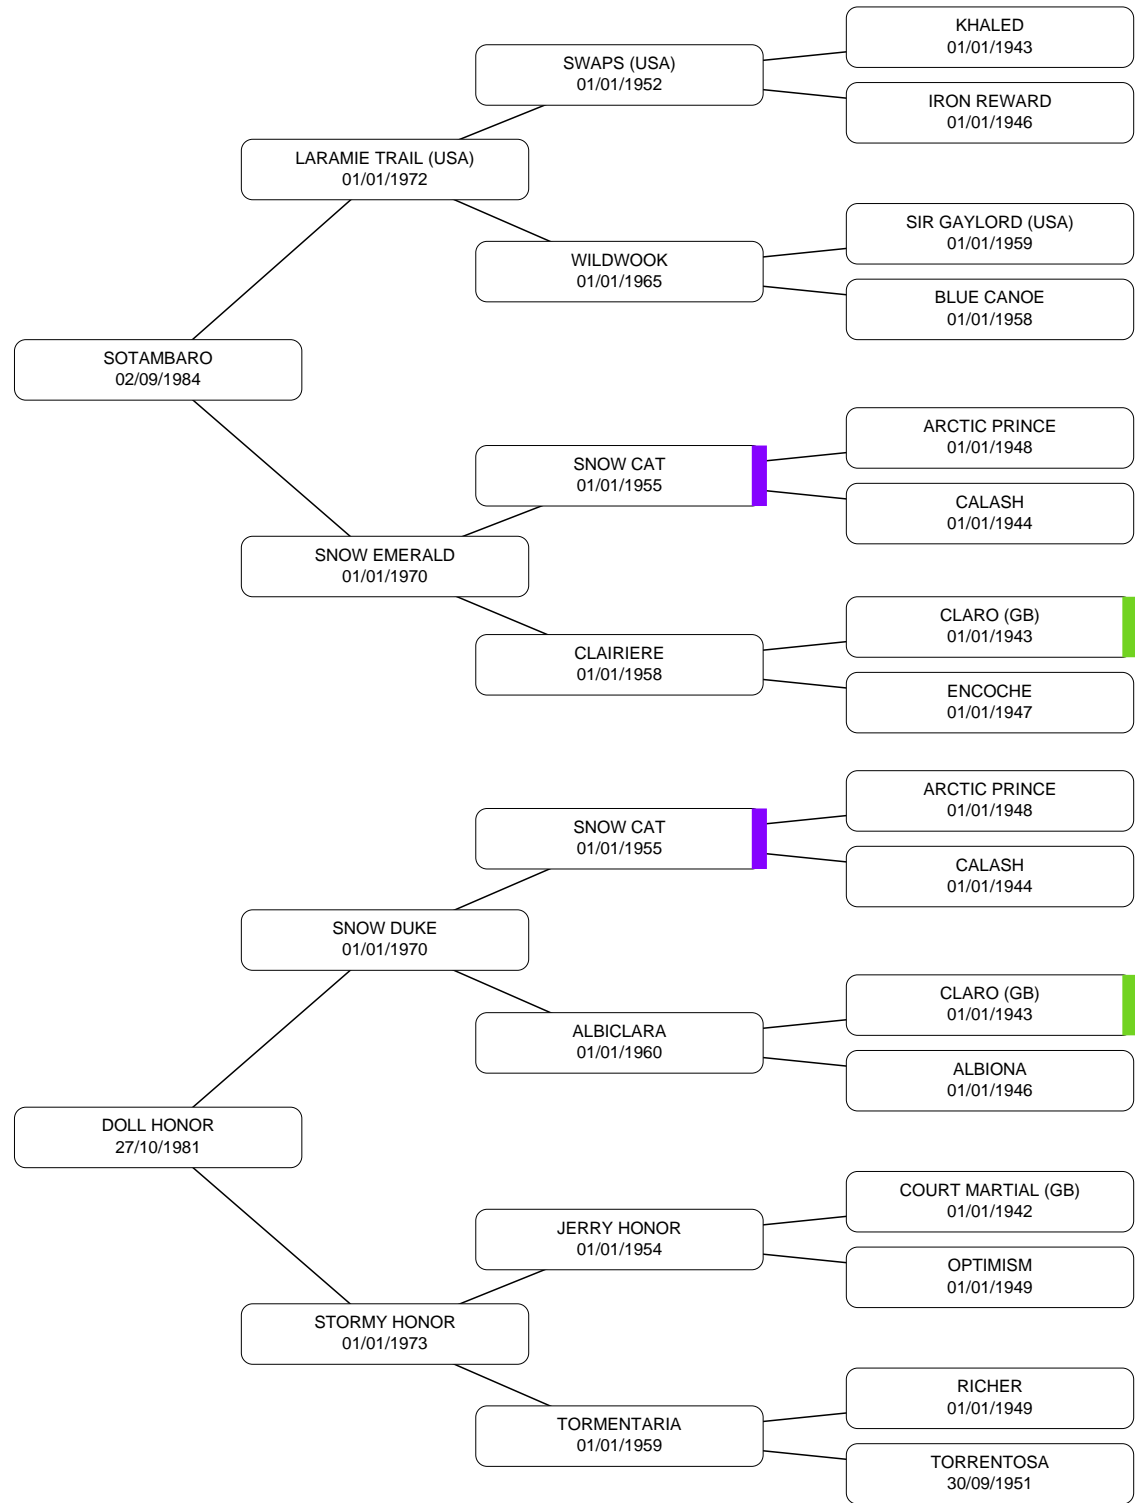 KHALED
01/01/1943
SWAPS (USA)
01/01/1952
IRON REWARD
01/01/1946
LARAMIE TRAIL (USA)
01/01/1972
SIR GAYLORD (USA)
01/01/1959
WILDWOOK
01/01/1965
BLUE CANOE
01/01/1958
SOTAMBARO
02/09/1984
ARCTIC PRINCE
01/01/1948
SNOW CAT
01/01/1955
CALASH
01/01/1944
SNOW EMERALD
01/01/1970
CLARO (GB)
01/01/1943
CLAIRIERE
01/01/1958
ENCOCHE
01/01/1947
ARCTIC PRINCE
01/01/1948
SNOW CAT
01/01/1955
CALASH
01/01/1944
SNOW DUKE
01/01/1970
CLARO (GB)
01/01/1943
ALBICLARA
01/01/1960
ALBIONA
01/01/1946
DOLL HONOR
27/10/1981
COURT MARTIAL (GB)
01/01/1942
JERRY HONOR
01/01/1954
OPTIMISM
01/01/1949
STORMY HONOR
01/01/1973
RICHER
01/01/1949
TORMENTARIA
01/01/1959
TORRENTOSA
30/09/1951